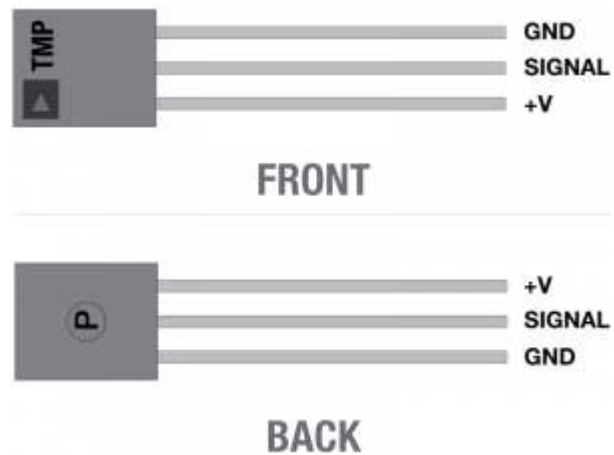 TMP
GND
SIGNAL
+V
FRONT
P
+V
SIGNAL
GND
BACK